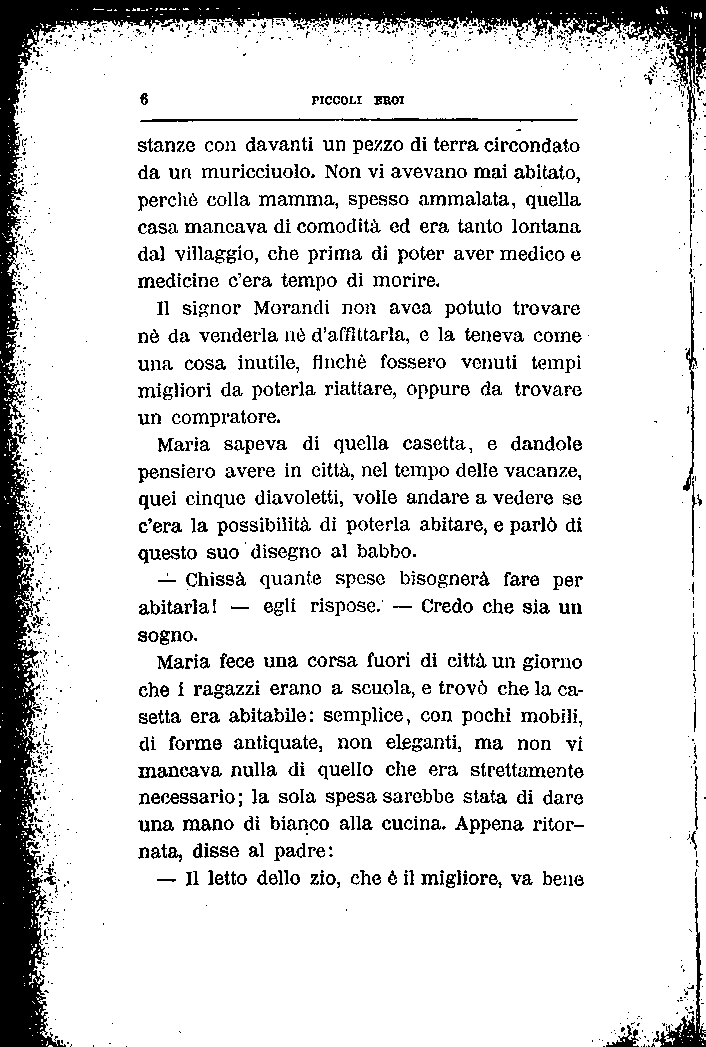 6 PICCOLI EROI
stanze con davanti un pezzo di terra circondato
da un muricciuolo. Non vi avevano mai abitato,
perchè colla mamma, spesso ammalata, quella
casa mancava di comodità ed era tanto lontana
dal villaggio, che prima di poter aver medico e
medicine c'era tempo di morire.
Il signor Morandi non avea potuto trovare
nè da venderla nè d'affittarla, e la teneva come
una cosa inutile, finchè fossero venuti tempi
migliori da poterla riattare, oppure da trovare
un compratore.
Maria sapeva di quella casetta, e dandole
pensiero avere in città, nel tempo delle vacanze,
quei cinque diavoletti, volle andare a vedere se
c'era la possibilità di poterla abitare, e parlò di
questo suo disegno al babbo.
— Chissà quante spese bisognerà fare per
abitarla! — egli rispose. — Credo che sia un
sogno.
Maria fece una corsa fuori di città un giorno
che i ragazzi erano a scuola, e trovò che la ca-
setta era abitabile: semplice, con pochi mobili,
di forme antiquate, non eleganti, ma non vi
mancava nulla di quello che era strettamente
necessario; la sola spesa sarebbe stata di dare
una mano di bianco alla cucina. Appena ritor-
nata, disse al padre:
— Il letto dello zio, che è il migliore, va bene